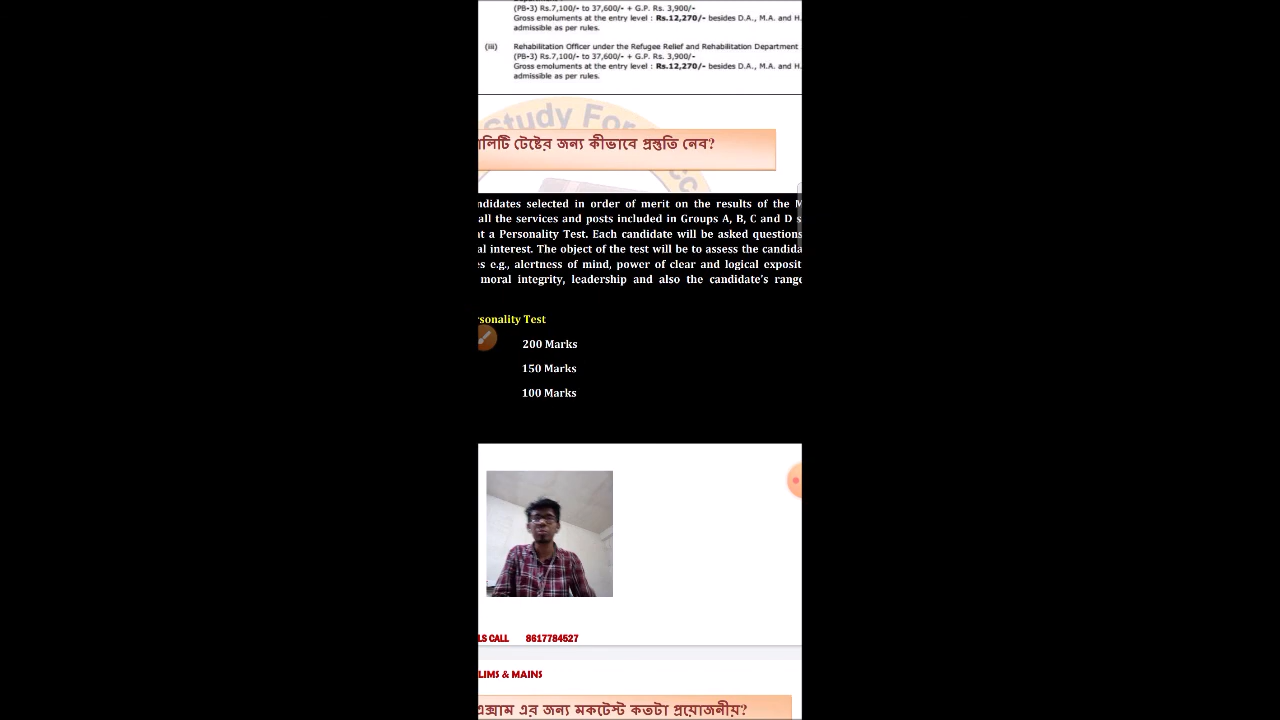 (PB-3) Rs.7,100/- to 37,600/- + G.P. Rs. 3,900/-
Gross emoluments at the entry level : Rs.12,270/- besides D.A., M.A. and H.
admissible as per rules.
(iii) Rehabilitation Officer under the Refugee Relief and Rehabilitation Department
(PB-3) Rs.7,100/- to 37,600/- + G.P. Rs. 3,900/-
Gross emoluments at the entry level : Rs.12,270/- besides D.A., M.A. and H.
admissible as per rules.
Study For
টেষ্টের জন্য কীভাবে প্রস্তুতি নেব?
ndidates selected in order of merit on the results of the M
all the services and posts included in Groups A, B, C and D s
at a Personality Test. Each candidate will be asked questions
al interest. The object of the test will be to assess the candida
es e.g., alertness of mind, power of clear and logical exposit
moral integrity, leadership and also the candidate's range
rsonality Test
200 Marks
150 Marks
100 Marks
LS CALL 8617784527
LIMS & MAINS
এক্সাম এর জন্য মকটেস্ট কতটা প্রয়োজনীয়?